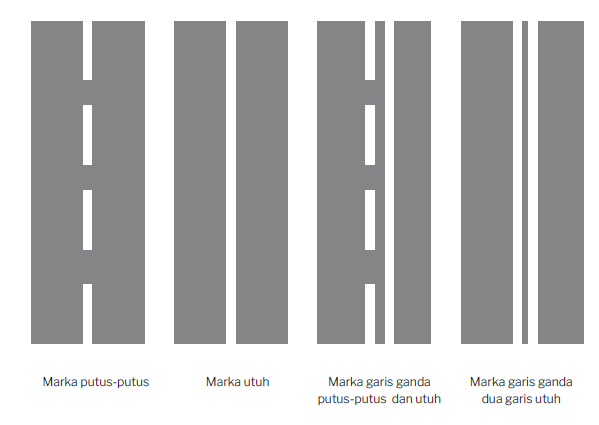 Marka putus-putus
Marka utuh
Marka garis ganda
putus-putus dan utuh
Marka garis ganda
dua garis utuh